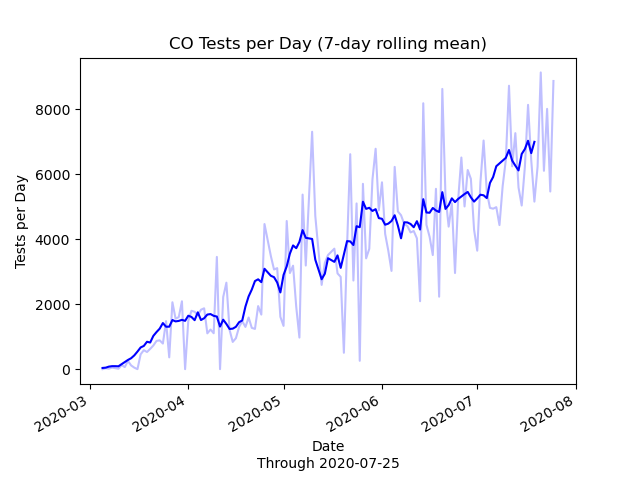 CO Tests per Day (7-day rolling mean)
Tests per Day
8000
6000
4000
2000
0
2020-03
2020-04
2020-05
2020-06
2020-07
2020-08
Date
Through 2020-07-25